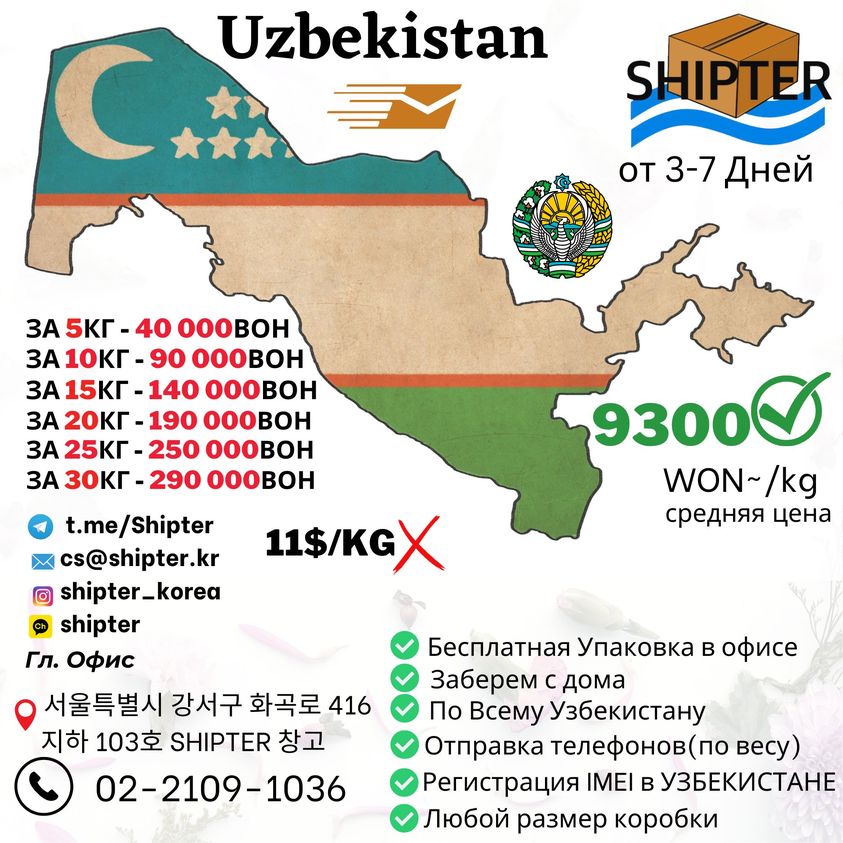 Uzbekistan
SHIPTER
от 3-7 Дней
ЗА 5КГ - 40 000ВОН
ЗА 10КГ - 90 000ВОН
ЗА 15КГ - 140 000ВОН
ЗА 20КГ - 190 000ВОН
ЗА 25КГ - 250 000ВОН
ЗА 30КГ - 290 000ВОН
9300
WON~/kg
средняя цена
t.me/Shipter
cs@shipter.kr
shipter_korea
Ch
shipter
11$/KG
Гл. Офис
서울특별시 강서구 화곡로 416
지하 103호 SHIPTER 창고
02-2109-1036
Бесплатная Упаковка в офисе
Заберем с дома
По Всему Узбекистану
Отправка телефонов(по весу)
Регистрация IMEI в УЗБЕКИСТАНЕ
Любой размер коробки